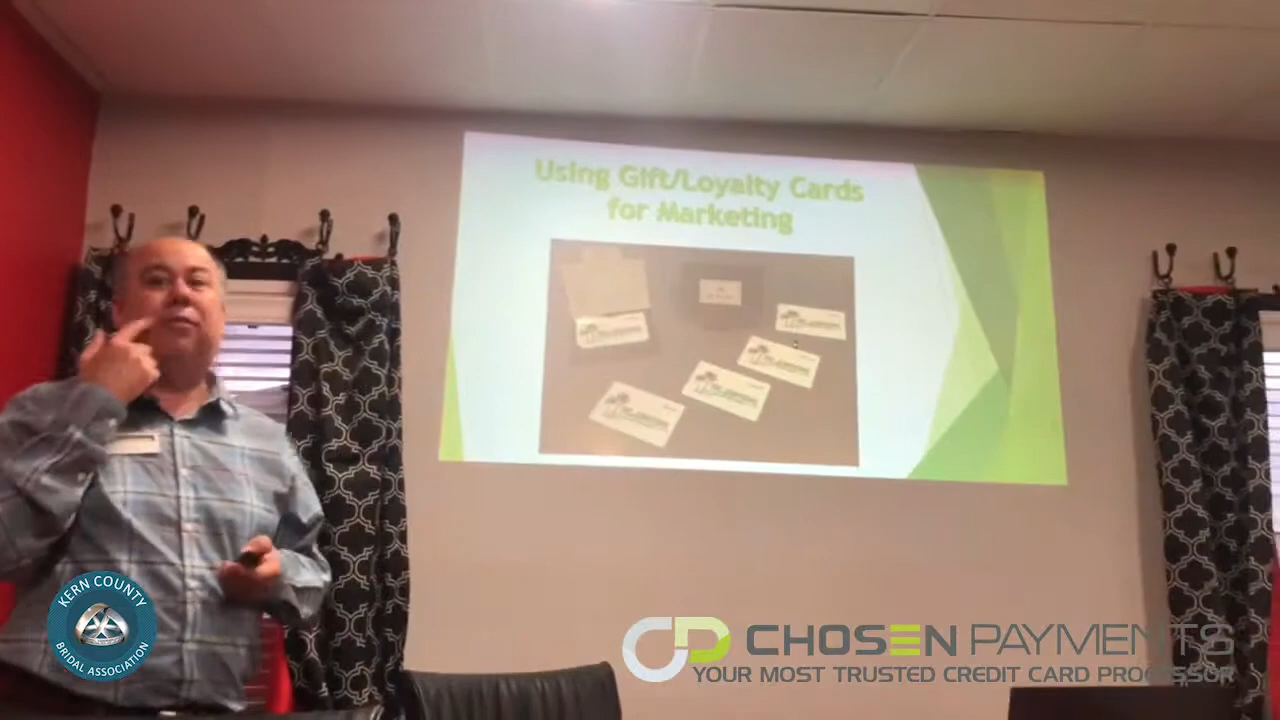 Using Gift/Loyalty Cards
for Marketing
KERN COUNTY
BRIDAL ASSOCIATION
CHOSEN PAYMENTS
YOUR MOST TRUSTED CREDIT CARD PROCESSOR